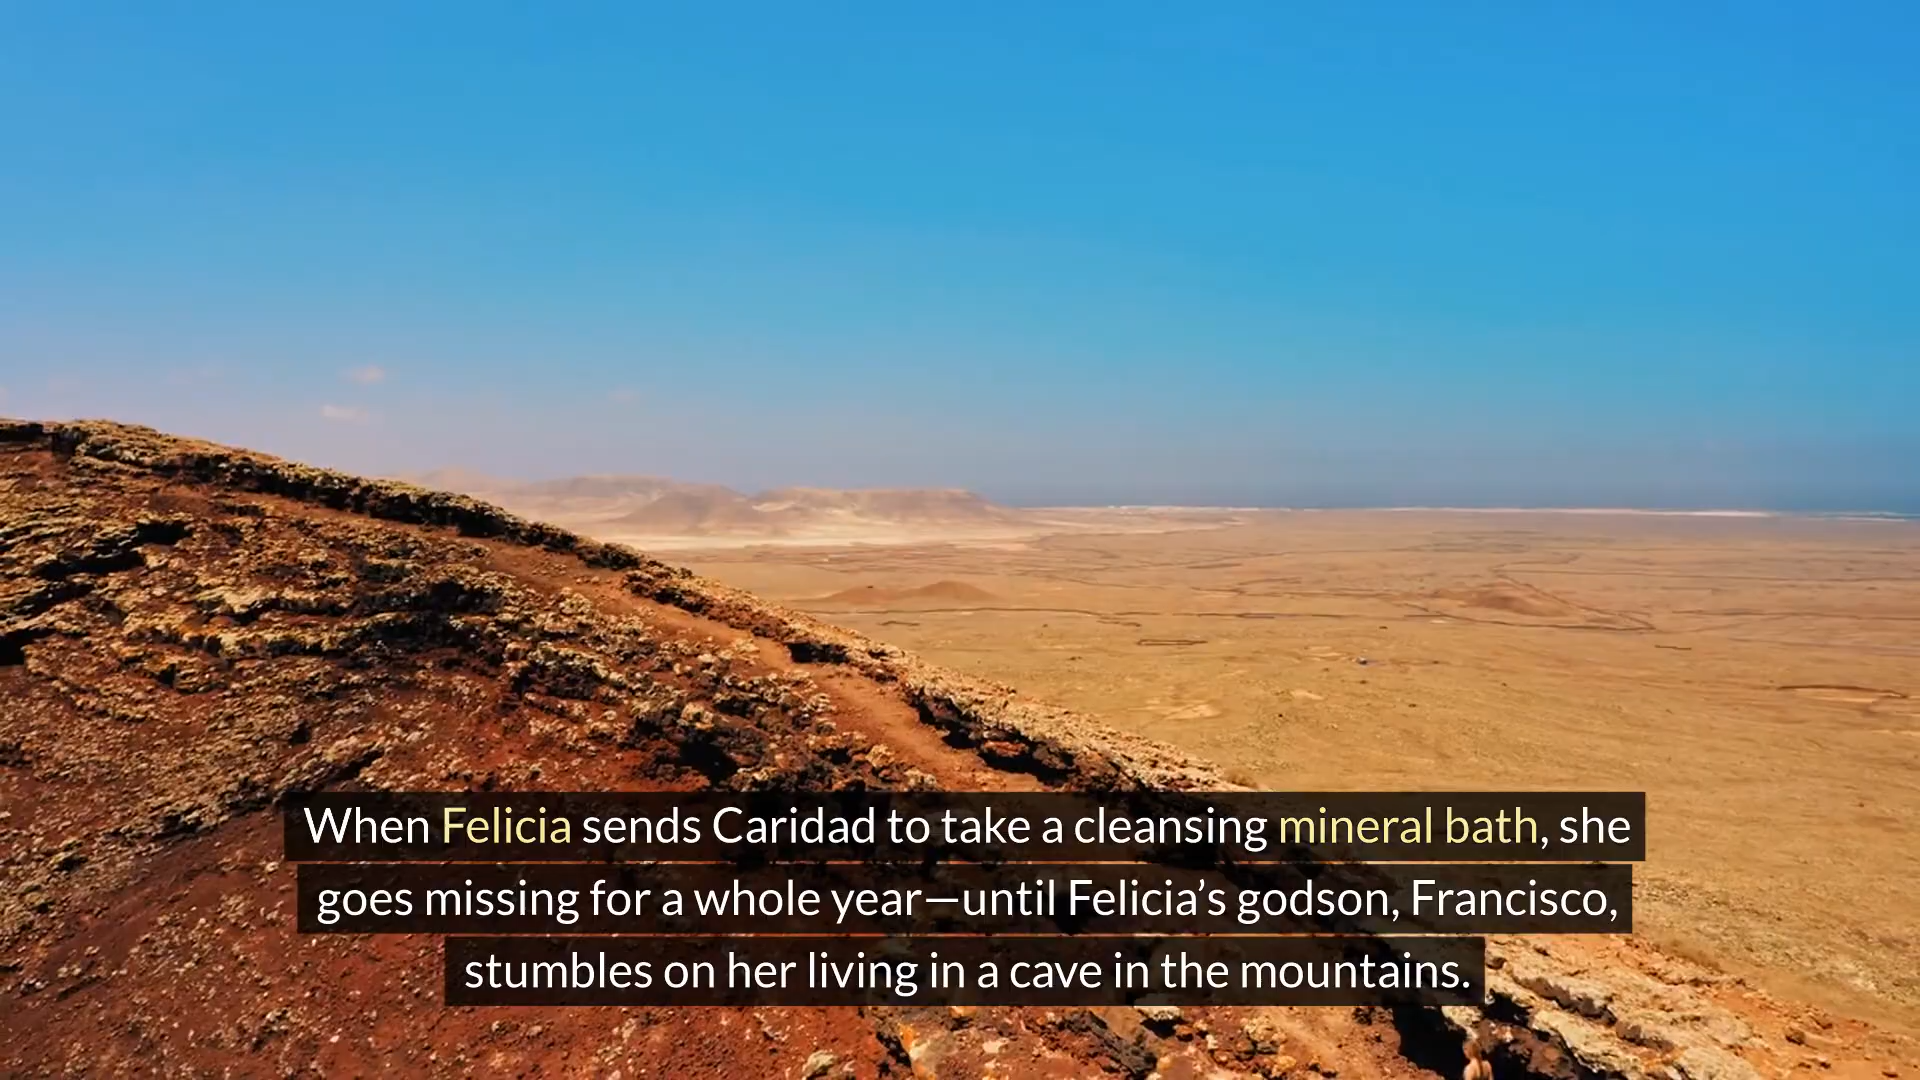 When Felicia sends Caridad to take a cleansing mineral bath, she
goes missing for a whole year—until Felicia’s godson, Francisco,
stumbles on her living in a cave in the mountains.